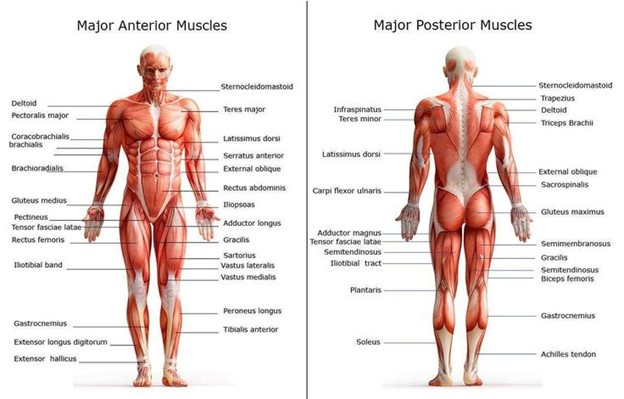 Major Anterior Muscles
Deltoid
Pectoralis major
Coracobrachialis
brachialis
Brachioradialis
Gluteus medius
Pectineus
Tensor fasciae latae
Rectus femoris
Iliotibial band
Gastrocnemius
Extensor longus digitorum
Extensor hallicus
Sternocleidomastoid
Teres major
Latissimus dorsi
Serratus anterior
External oblique
Rectus abdominis
Iliopsoas
Adductor longus
Gracilis
Sartorius
Vastus lateralis
Vastus medialis
Peroneus longus
Tibialis anterior
Major Posterior Muscles
Infraspinatus
Teres minor
Latissimus dorsi
Carpi flexor ulnaris
Adductor magnus
Tensor fasciae latae
Semitendinosus
Iliotibial tract
Plantaris
Soleus
Sternocleidomastoid
Trapezius
Deltoid
Triceps Brachii
External oblique
Sacrospinalis
Gluteus maximus
Semimembranosus
Gracilis
Semitendinosus
Biceps femoris
Gastrocnemius
Achilles tendon